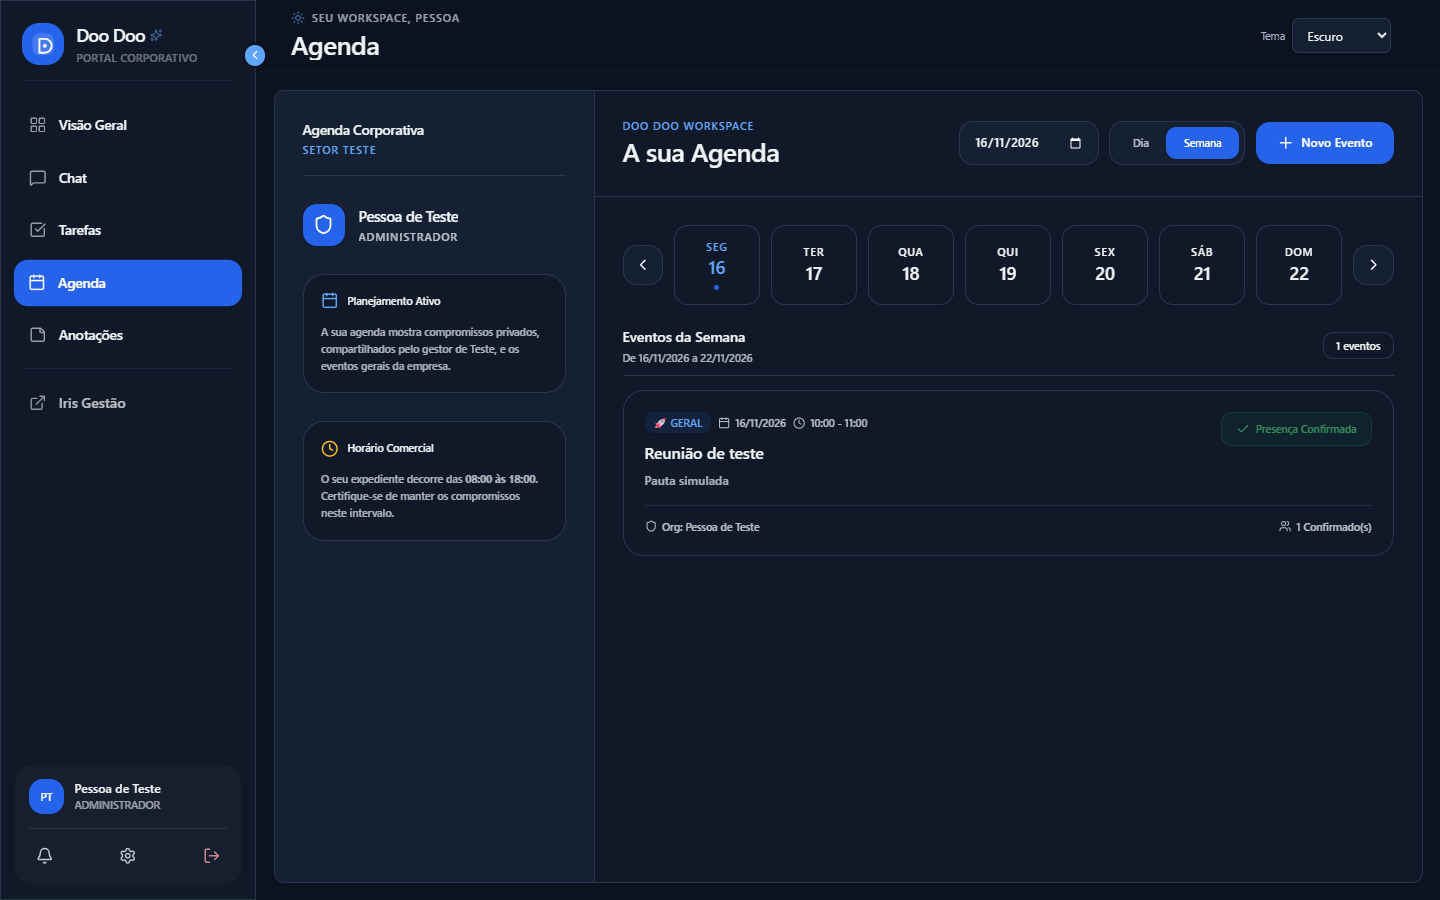 Doo Doo
PORTAL CORPORATIVO
Visão Geral
Chat
Tarefas
Agenda
Anotações
Iris Gestão
PT
Pessoa de Teste
ADMINISTRADOR
SEU WORKSPACE, PESSOA
Agenda
Tema
Escuro
Agenda Corporativa
SETOR TESTE
Pessoa de Teste
ADMINISTRADOR
Planejamento Ativo
A sua agenda mostra compromissos privados,
compartilhados pelo gestor de Teste, e os
eventos gerais da empresa.
Horário Comercial
O seu expediente decorre das 08:00 às 18:00.
Certifique-se de manter os compromissos
neste intervalo.
DOO DOO WORKSPACE
A sua Agenda
16/11/2026
Dia
Semana
Novo Evento
SEG
16
TER
17
QUA
18
QUI
19
SEX
20
SÁB
21
DOM
22
Eventos da Semana
De 16/11/2026 a 22/11/2026
1 eventos
🚀 GERAL
16/11/2026
10:00 - 11:00
Presença Confirmada
Reunião de teste
Pauta simulada
Org: Pessoa de Teste
1 Confirmado(s)